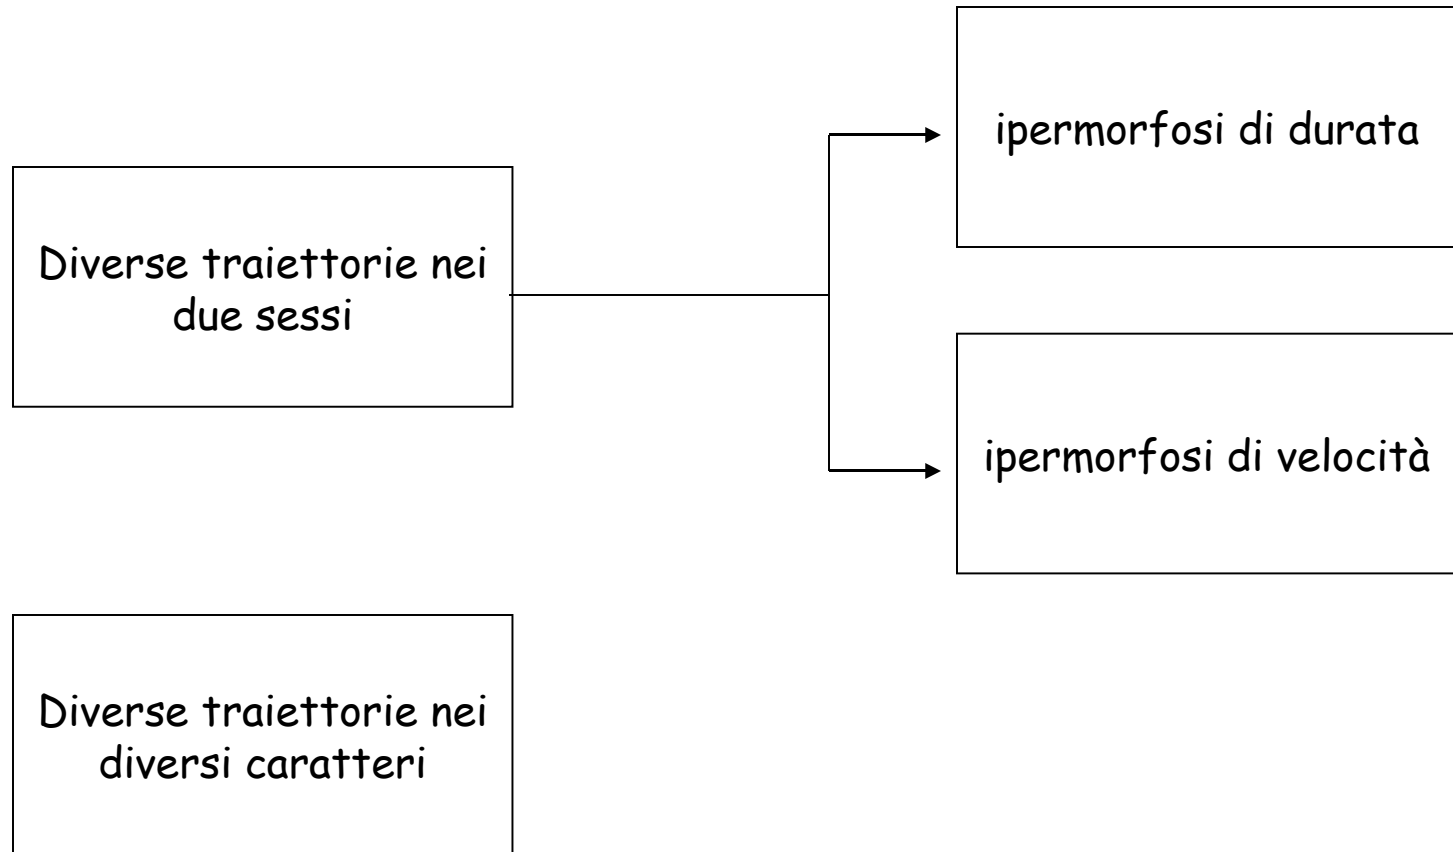 Diverse traiettorie nei
due sessi
ipermorfosi di durata
ipermorfosi di velocità
Diverse traiettorie nei
diversi caratteri